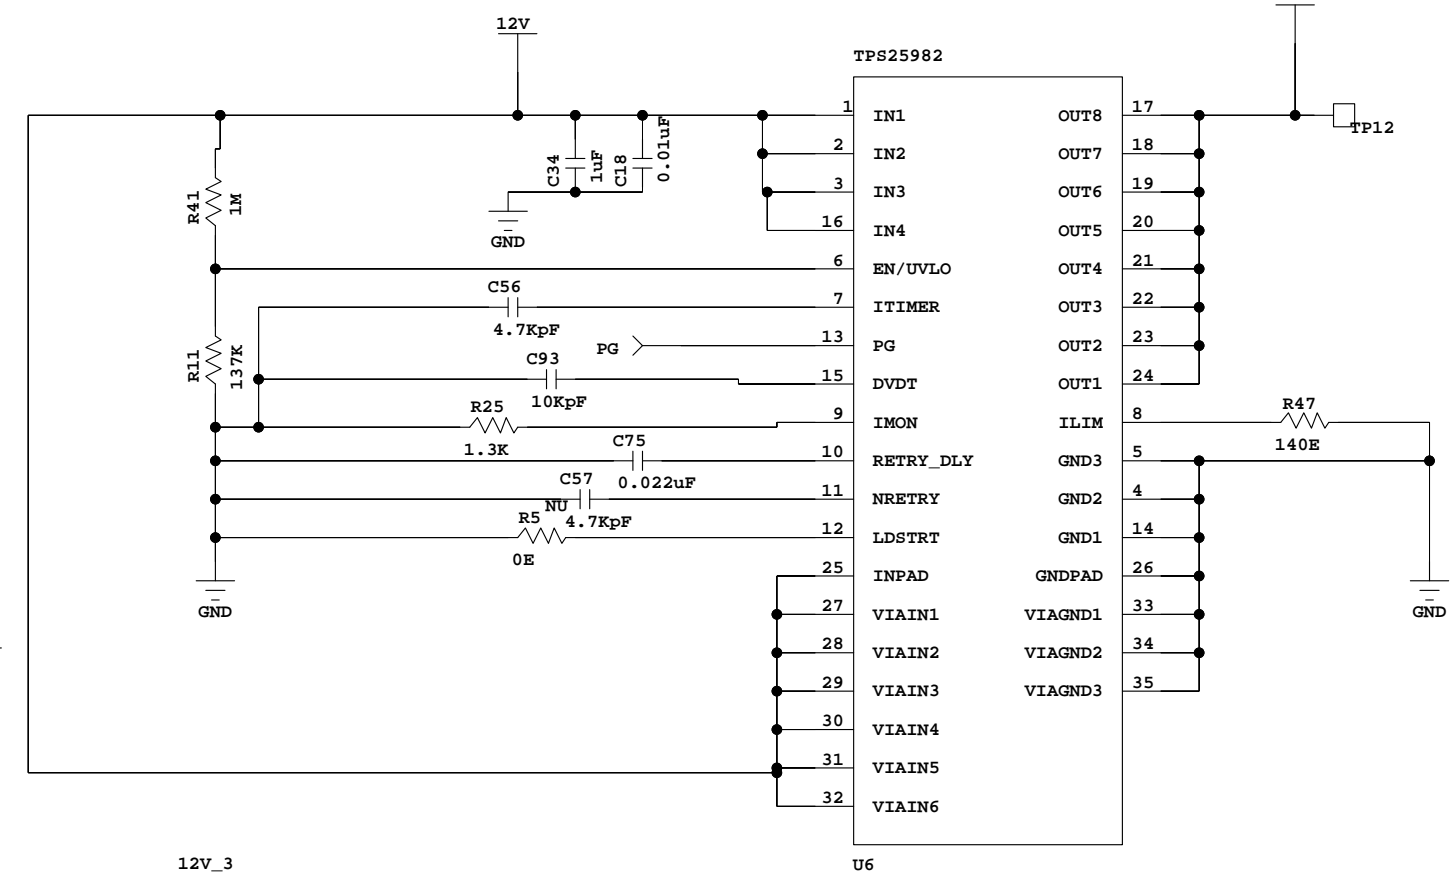 12V
TPS25982
1 IN1 OUT8 17
TP12
2 IN2 OUT7 18
C34 1uF C18 0.01uF
3 IN3 OUT6 19
R41 1M
16 IN4 OUT5 20
GND
6 EN/UVLO OUT4 21
C56
7 ITIMER OUT3 22
4.7KpF
PG 13 PG OUT2 23
R11 137K
C93
15 DVDT OUT1 24
10KpF
R25 R47
9 IMON ILIM 8
1.3K 140E
C75
10 RETRY_DLY GND3 5
C57 0.022uF
11 NRETRY GND2 4
NU
R5 4.7KpF
12 LDSTRT GND1 14
0E
25 INPAD GNDPAD 26
GND GND
27 VIAIN1 VIAGND1 33
28 VIAIN2 VIAGND2 34
29 VIAIN3 VIAGND3 35
30 VIAIN4
31 VIAIN5
32 VIAIN6
12V_3 U6